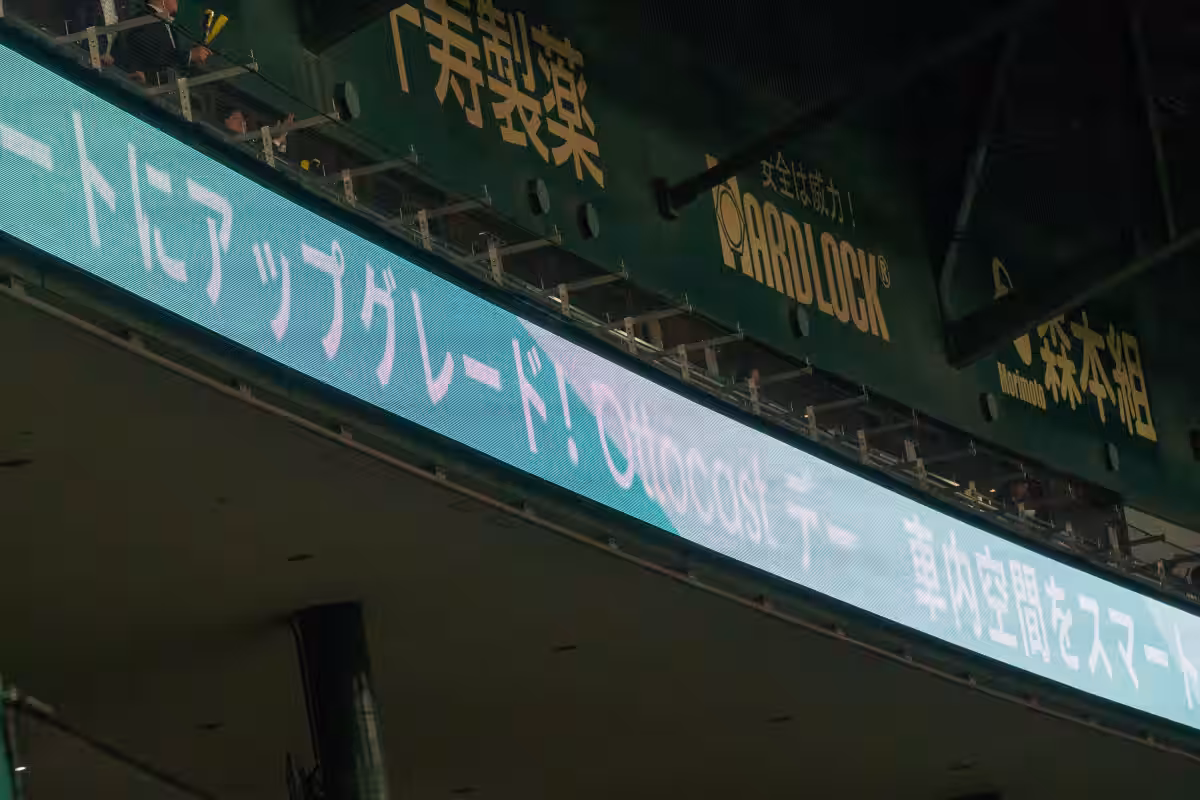 寿製薬
安全は威力！
HARDLOCK®
森本組
Morimoto
ートにアップグレード！Ottocast デー 車内空間をスマート